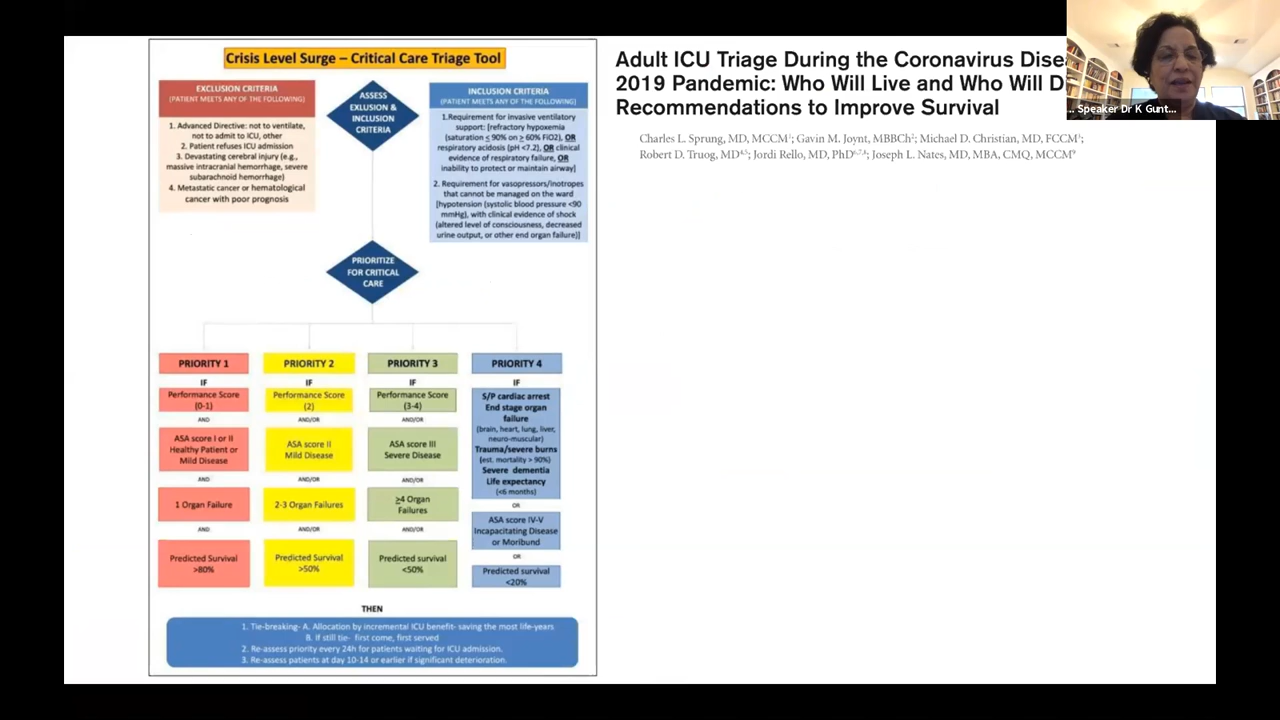 Crisis Level Surge – Critical Care Triage Tool
EXCLUSION CRITERIA
(PATIENT MEETS ANY OF THE FOLLOWING)
1. Advanced Directive: not to ventilate,
not to admit to ICU, other
2. Patient refuses ICU admission
3. Devastating cerebral injury (e.g.,
massive intracranial hemorrhage, severe
subarachnoid hemorrhage)
4. Metastatic cancer or hematological
cancer with poor prognosis
ASSESS
EXLUSION &
INCLUSION
CRITERIA
INCLUSION CRITERIA
(PATIENT MEETS ANY OF THE FOLLOWING)
1.Requirement for invasive ventilatory
support: [refractory hypoxemia
(saturation ≤ 90% on ≥ 60% FiO2), OR
respiratory acidosis (pH <7.2), OR clinical
evidence of respiratory failure, OR
inability to protect or maintain airway]
2. Requirement for vasopressors/inotropes
that cannot be managed on the ward
[hypotension (systolic blood pressure <90
mmHg), with clinical evidence of shock
(altered level of consciousness, decreased
urine output, or other end organ failure)]
PRIORITIZE
FOR CRITICAL
CARE
PRIORITY 1
IF
Performance Score
(0-1)
AND
ASA score I or II
Healthy Patient or
Mild Disease
AND
1 Organ Failure
AND
Predicted Survival
>80%
PRIORITY 2
IF
Performance Score
(2)
AND/OR
ASA score II
Mild Disease
AND/OR
2-3 Organ Failures
AND/OR
Predicted Survival
>50%
PRIORITY 3
IF
Performance Score
(3-4)
AND/OR
ASA score III
Severe Disease
AND/OR
≥4 Organ
Failures
AND/OR
Predicted survival
<50%
PRIORITY 4
IF
S/P cardiac arrest
End stage organ
failure
(brain, heart, lung, liver,
neuro-muscular)
Trauma/severe burns
(est. mortality > 90%)
Severe dementia
Life expectancy
(<6 months)
OR
ASA score IV-V
Incapacitating Disease
or Moribund
OR
Predicted survival
<20%
THEN
1. Tie-breaking- A. Allocation by incremental ICU benefit- saving the most life-years
B. If still tie- first come, first served
2. Re-assess priority every 24h for patients waiting for ICU admission.
3. Re-assess patients at day 10-14 or earlier if significant deterioration.
Adult ICU Triage During the Coronavirus Dise
2019 Pandemic: Who Will Live and Who Will D
Recommendations to Improve Survival
Charles L. Sprung, MD, MCCM¹; Gavin M. Joynt, MBBCh²; Michael D. Christian, MD, FCCM³;
Robert D. Truog, MD⁴,⁵; Jordi Rello, MD, PhD⁶,⁷,⁸; Joseph L. Nates, MD, MBA, CMQ, MCCM⁹
... Speaker Dr K Gunt...